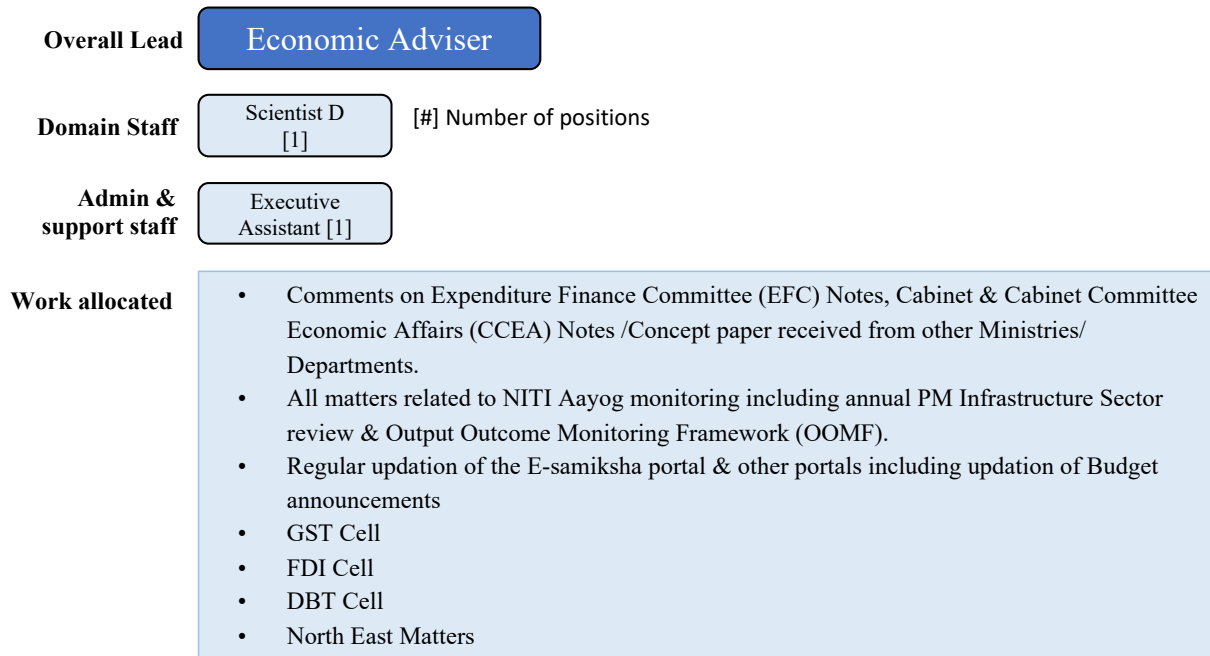 Overall Lead
Economic Adviser
Domain Staff
Scientist D
[1]
[#] Number of positions
Admin &
support staff
Executive
Assistant [1]
Work allocated
• Comments on Expenditure Finance Committee (EFC) Notes, Cabinet & Cabinet Committee
Economic Affairs (CCEA) Notes /Concept paper received from other Ministries/
Departments.
• All matters related to NITI Aayog monitoring including annual PM Infrastructure Sector
review & Output Outcome Monitoring Framework (OOMF).
• Regular updation of the E-samiksha portal & other portals including updation of Budget
announcements
• GST Cell
• FDI Cell
• DBT Cell
• North East Matters